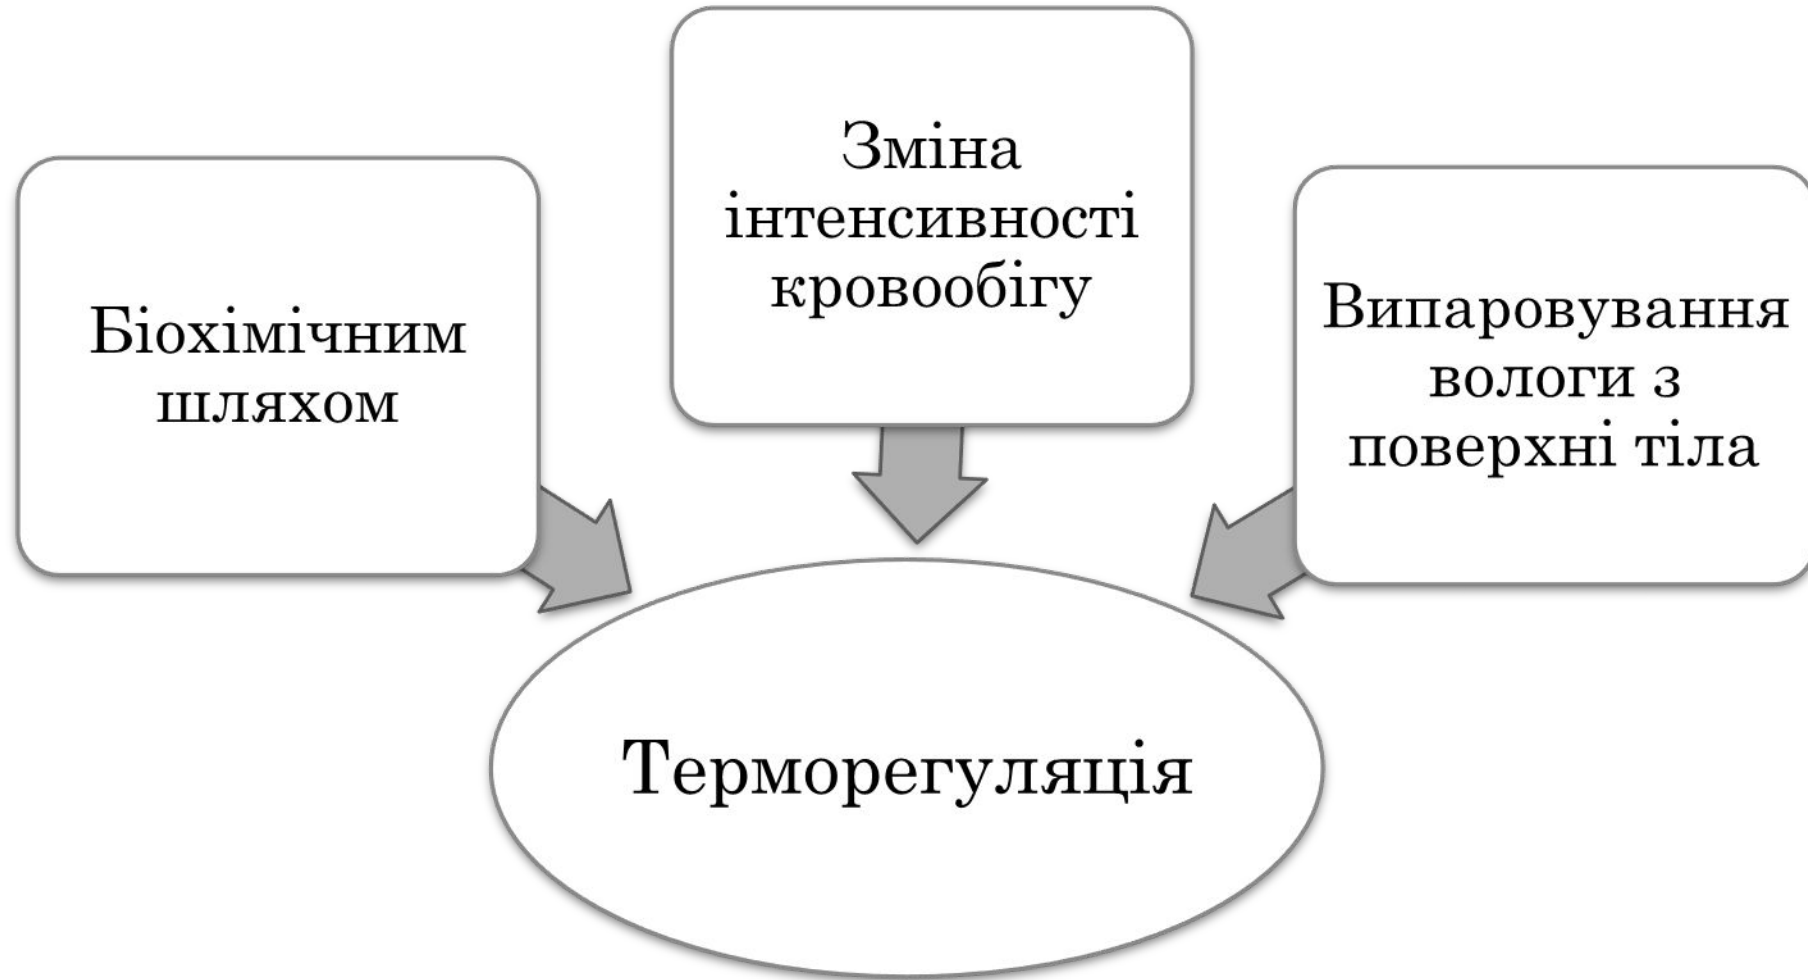 Біохімічним
шляхом
Зміна
інтенсивності
кровообігу
Випаровування
вологи з
поверхні тіла
Терморегуляція